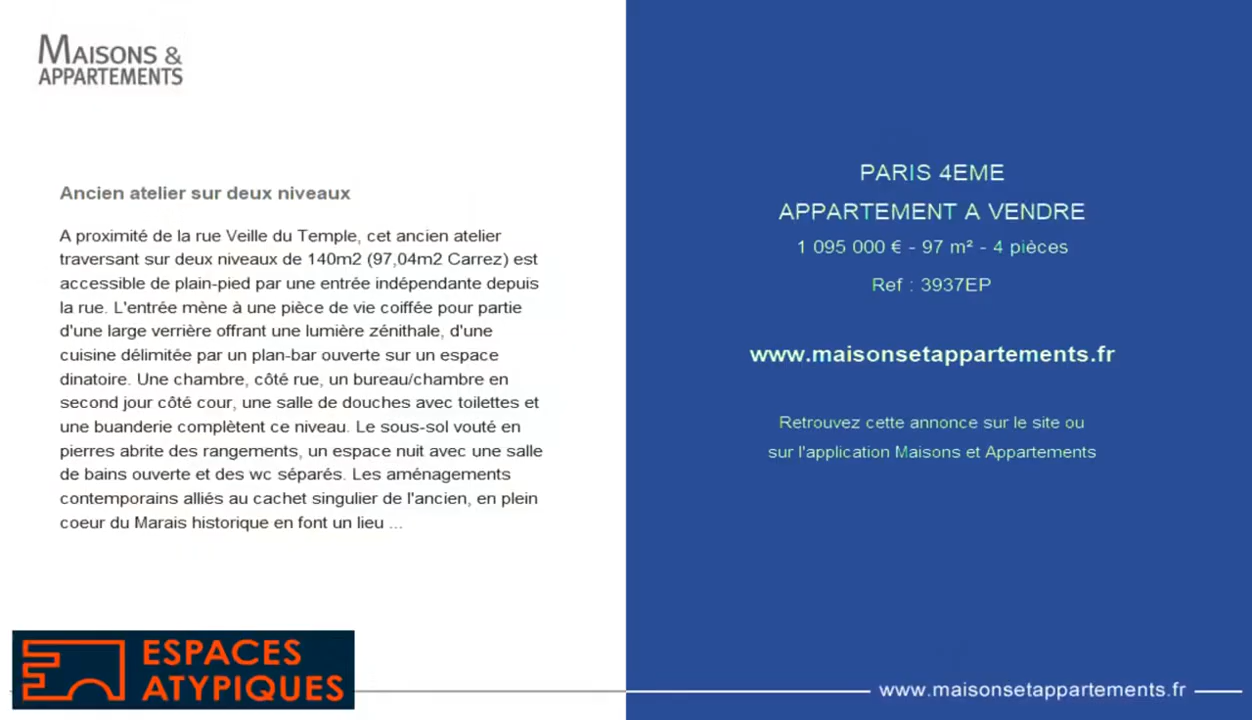 MAISONS &
APPARTEMENTS
Ancien atelier sur deux niveaux
A proximité de la rue Veille du Temple, cet ancien atelier
traversant sur deux niveaux de 140m2 (97,04m2 Carrez) est
accessible de plain-pied par une entrée indépendante depuis
la rue. L'entrée mène à une pièce de vie coiffée pour partie
d'une large verrière offrant une lumière zénithale, d'une
cuisine délimitée par un plan-bar ouverte sur un espace
dinatoire. Une chambre, côté rue, un bureau/chambre en
second jour côté cour, une salle de douches avec toilettes et
une buanderie complètent ce niveau. Le sous-sol vouté en
pierres abrite des rangements, un espace nuit avec une salle
de bains ouverte et des wc séparés. Les aménagements
contemporains alliés au cachet singulier de l'ancien, en plein
coeur du Marais historique en font un lieu ...
ESPACES
ATYPIQUES
PARIS 4EME
APPARTEMENT A VENDRE
1 095 000 € - 97 m² - 4 pièces
Ref : 3937EP
www.maisonsetappartements.fr
Retrouvez cette annonce sur le site ou
sur l'application Maisons et Appartements
www.maisonsetappartements.fr